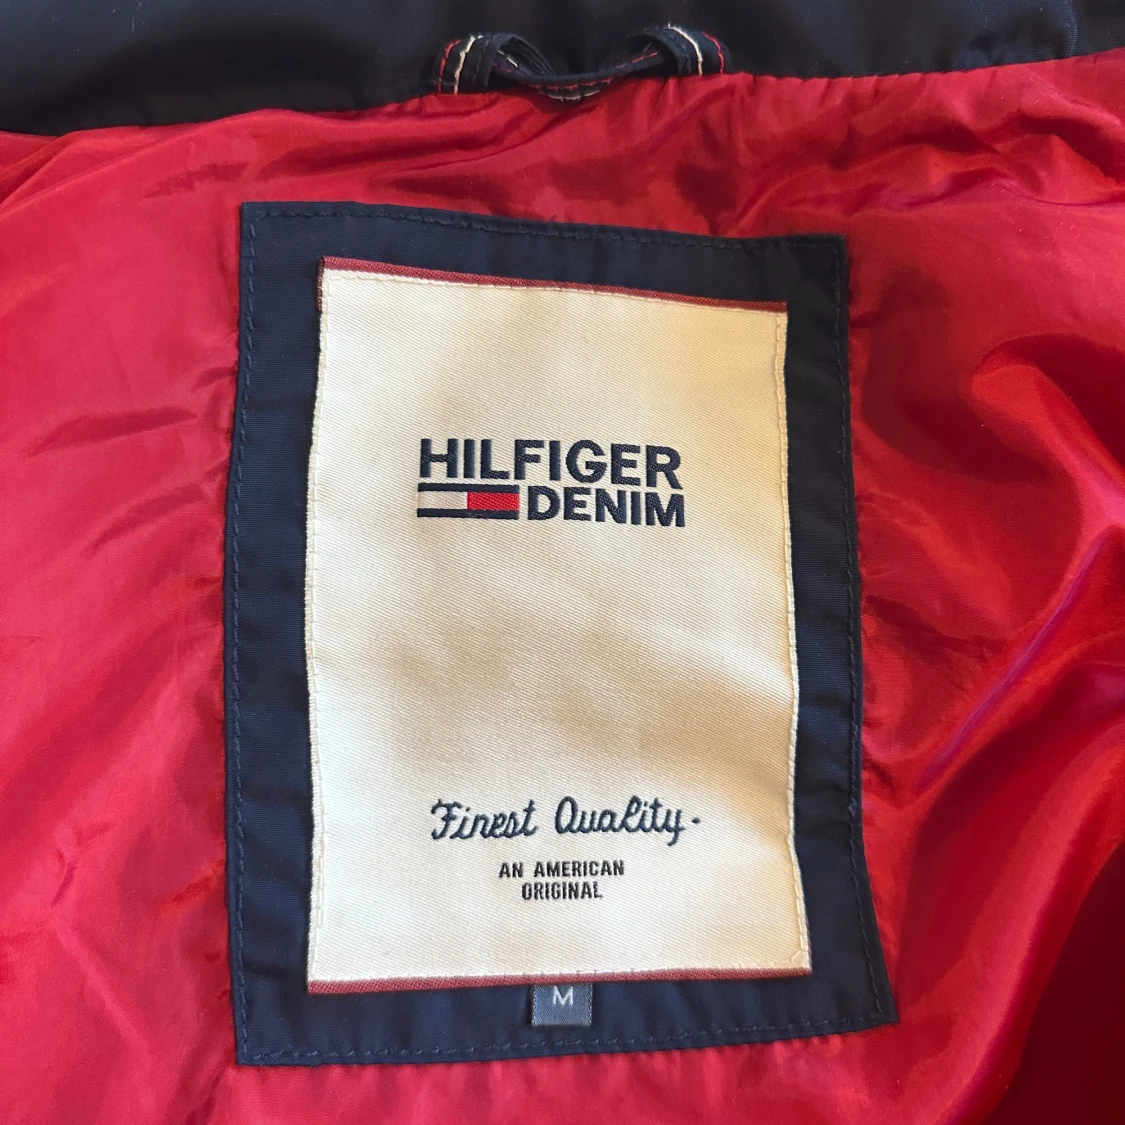 HILFIGER
DENIM
Finest Quality.
AN AMERICAN
ORIGINAL
M